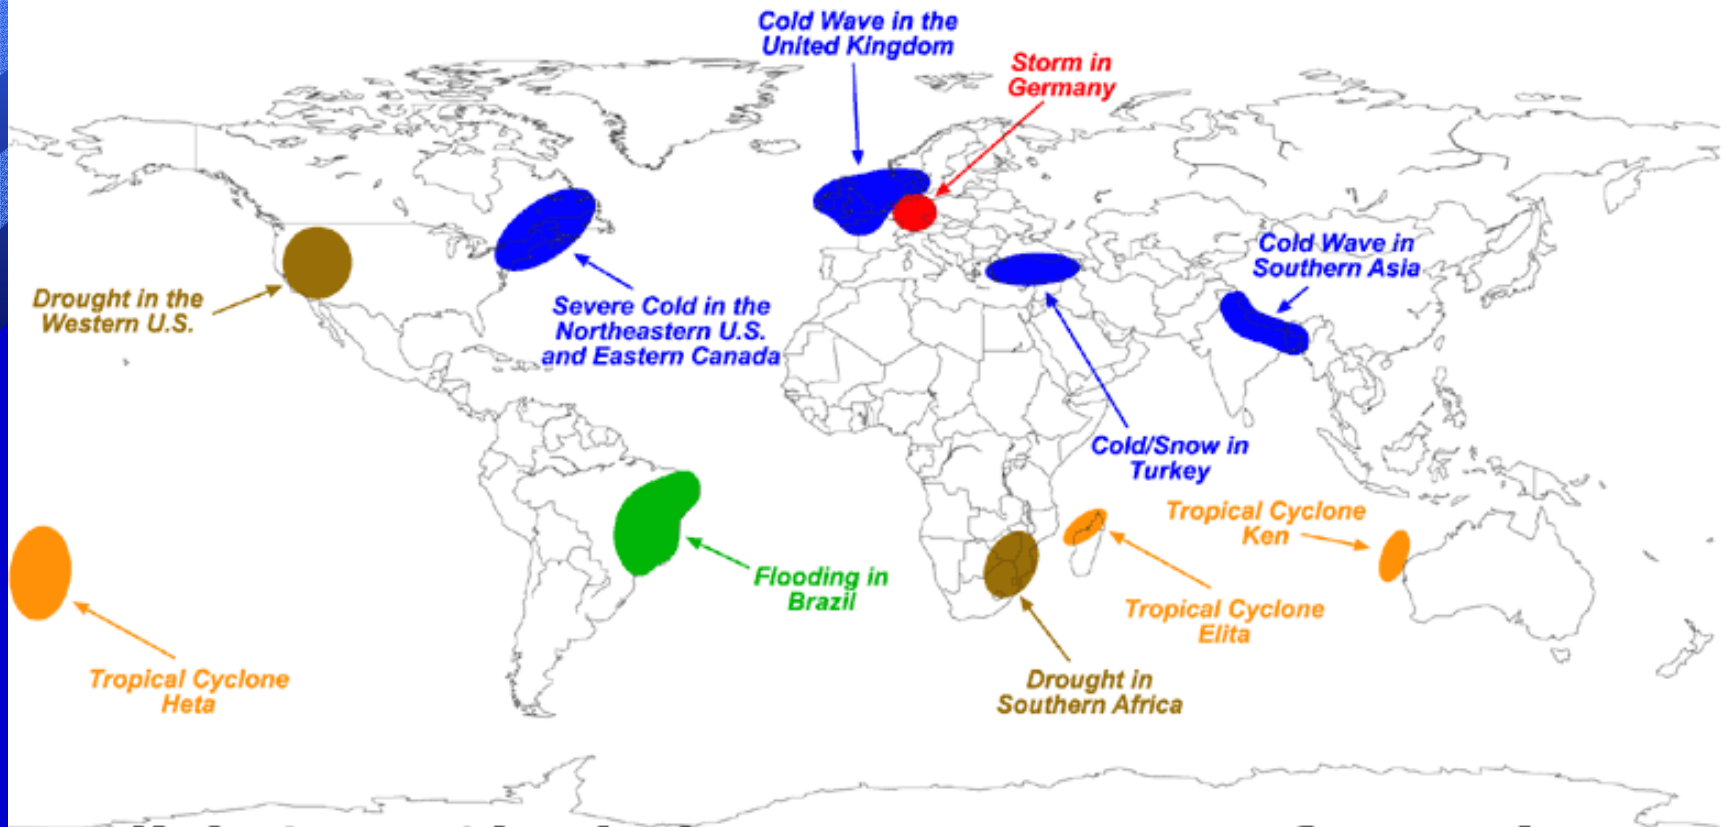 Cold Wave in the
United Kingdom
Storm in
Germany
Cold Wave in
Southern Asia
Drought in the
Western U.S.
Severe Cold in the
Northeastern U.S.
and Eastern Canada
Cold/Snow in
Turkey
Tropical Cyclone
Ken
Flooding in
Brazil
Tropical Cyclone
Elita
Tropical Cyclone
Heta
Drought in
Southern Africa